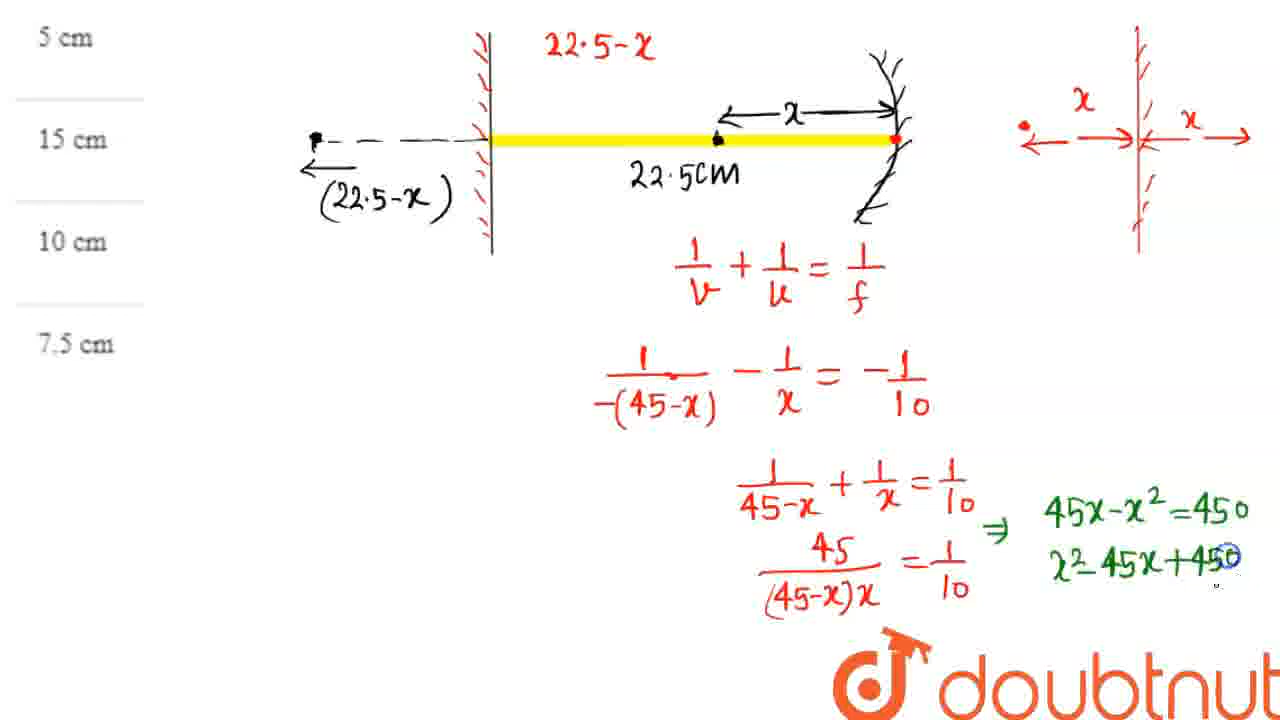 5 cm
15 cm
10 cm
7.5 cm
22.5-x
x
(22.5-x)
22.5cm
x
x
1/v + 1/u = 1/f
1/-(45-x) - 1/x = -1/10
1/45-x + 1/x = 1/10
45/(45-x)x = 1/10
⇒ 45x-x² = 450
x²-45x+450
doubtnut